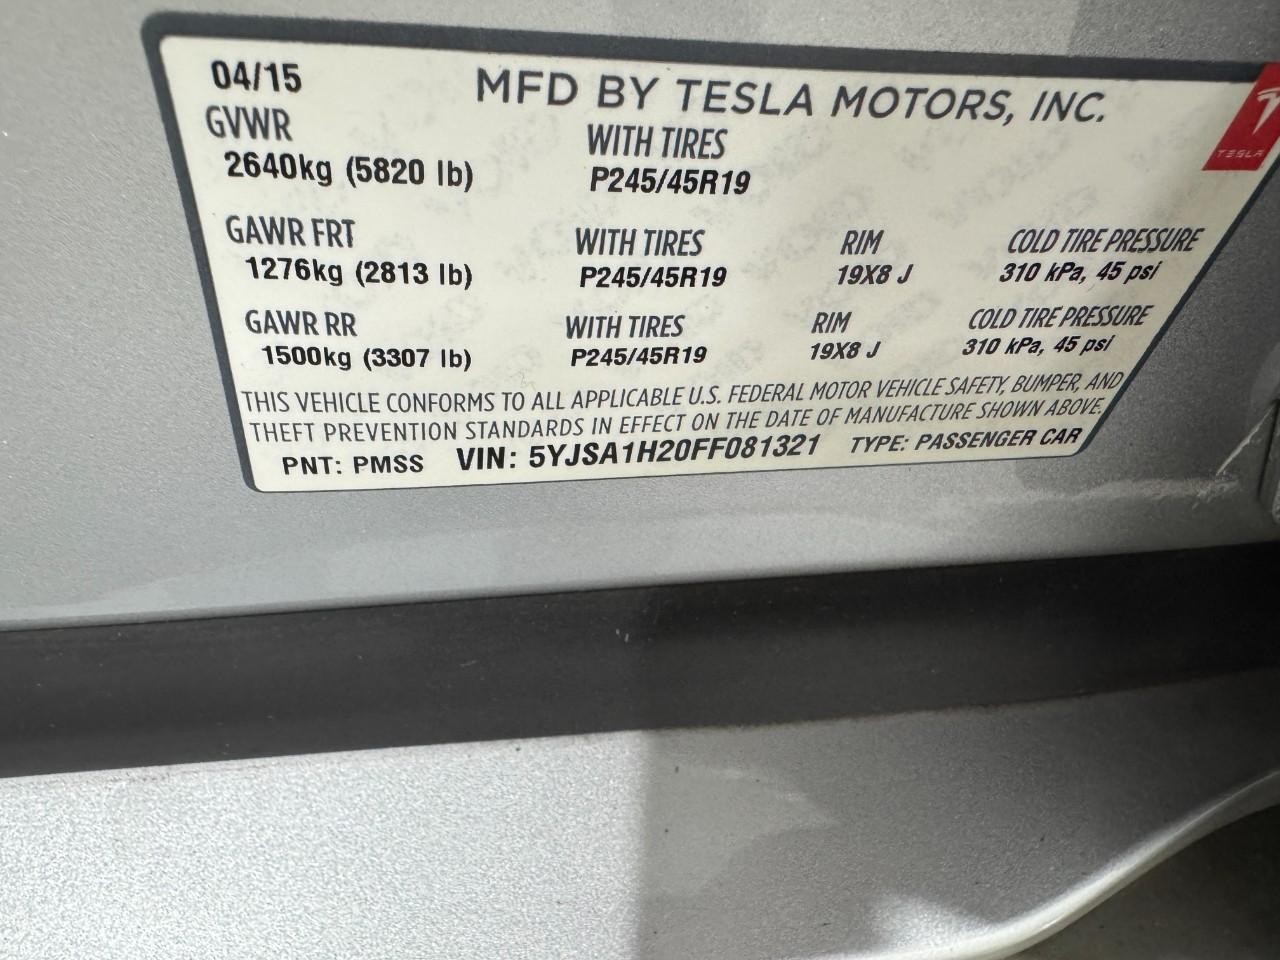 04/15 MFD BY TESLA MOTORS, INC.
GVWR WITH TIRES
2640kg (5820 lb) P245/45R19
TESLA
GAWR FRT WITH TIRES RIM COLD TIRE PRESSURE
1276kg (2813 lb) P245/45R19 19X8 J 310 kPa, 45 psi
GAWR RR WITH TIRES RIM COLD TIRE PRESSURE
1500kg (3307 lb) P245/45R19 19X8 J 310 kPa, 45 psi
THIS VEHICLE CONFORMS TO ALL APPLICABLE U.S. FEDERAL MOTOR VEHICLE SAFETY, BUMPER, AND
THEFT PREVENTION STANDARDS IN EFFECT ON THE DATE OF MANUFACTURE SHOWN ABOVE.
PNT: PMSS VIN: 5YJSA1H20FF081321 TYPE: PASSENGER CAR